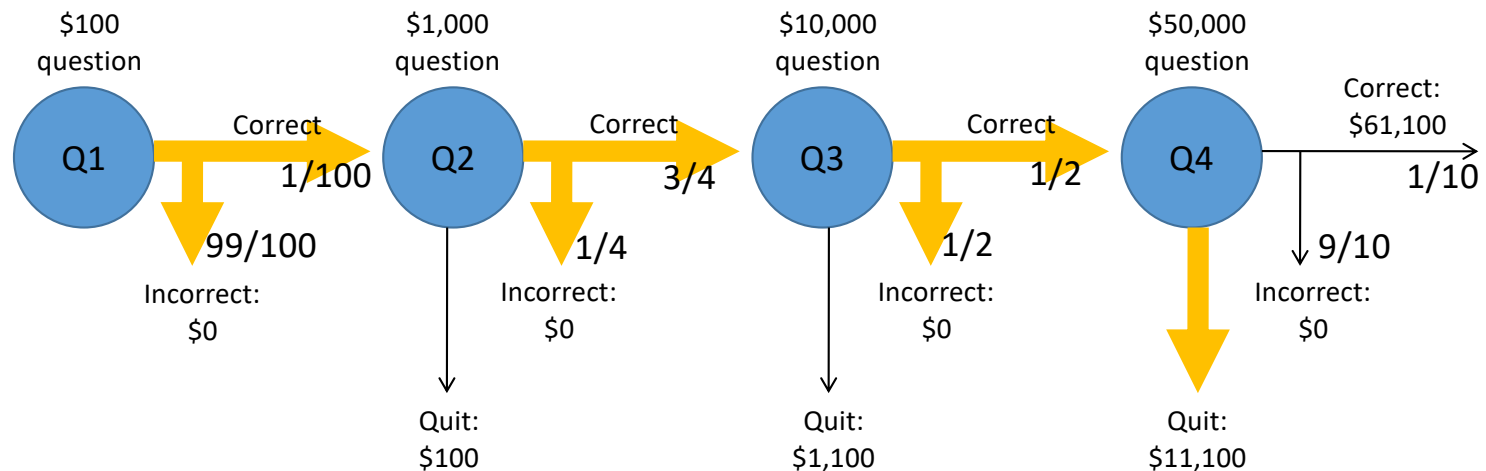 $100
question
$1,000
question
$10,000
question
$50,000
question
Q1
Correct
1/100
99/100
Incorrect:
$0
Q2
Correct
3/4
1/4
Incorrect:
$0
Quit:
$100
Q3
Correct
1/2
1/2
Incorrect:
$0
Quit:
$1,100
Q4
Correct:
$61,100
1/10
9/10
Incorrect:
$0
Quit:
$11,100